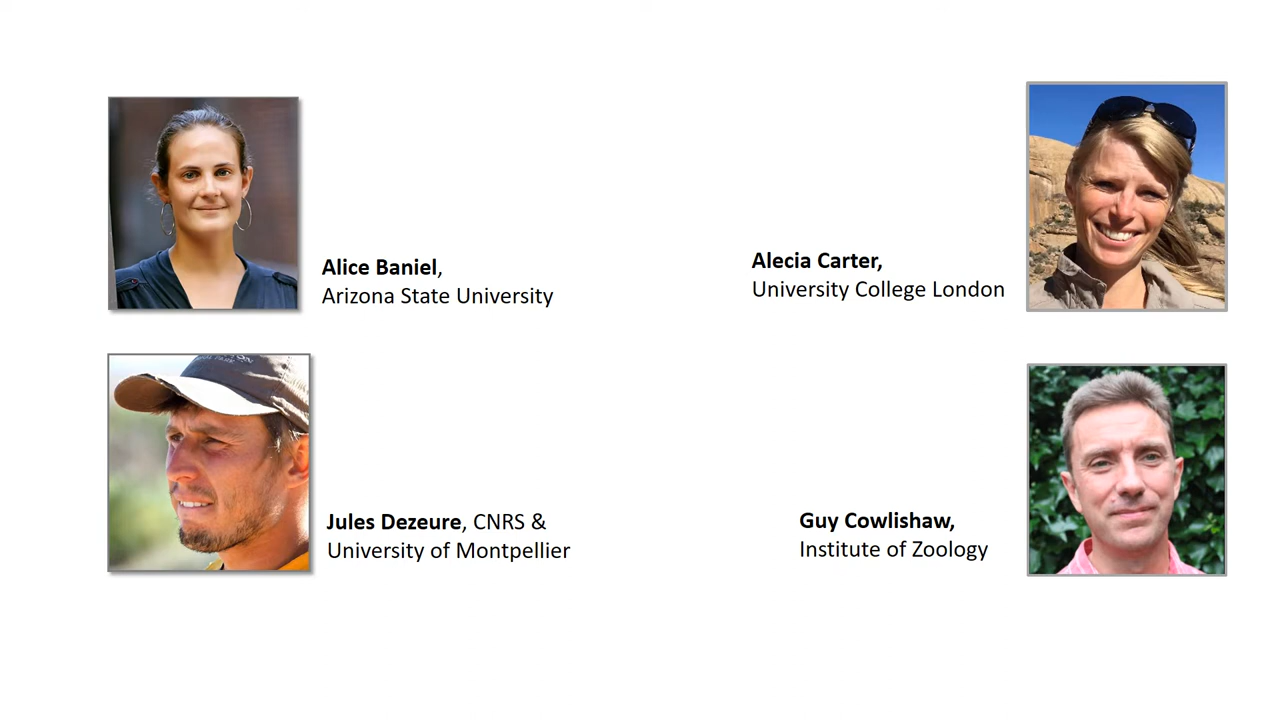 Alice Baniel,
Arizona State University
Alecia Carter,
University College London
Jules Dezeure, CNRS &
University of Montpellier
Guy Cowlishaw,
Institute of Zoology